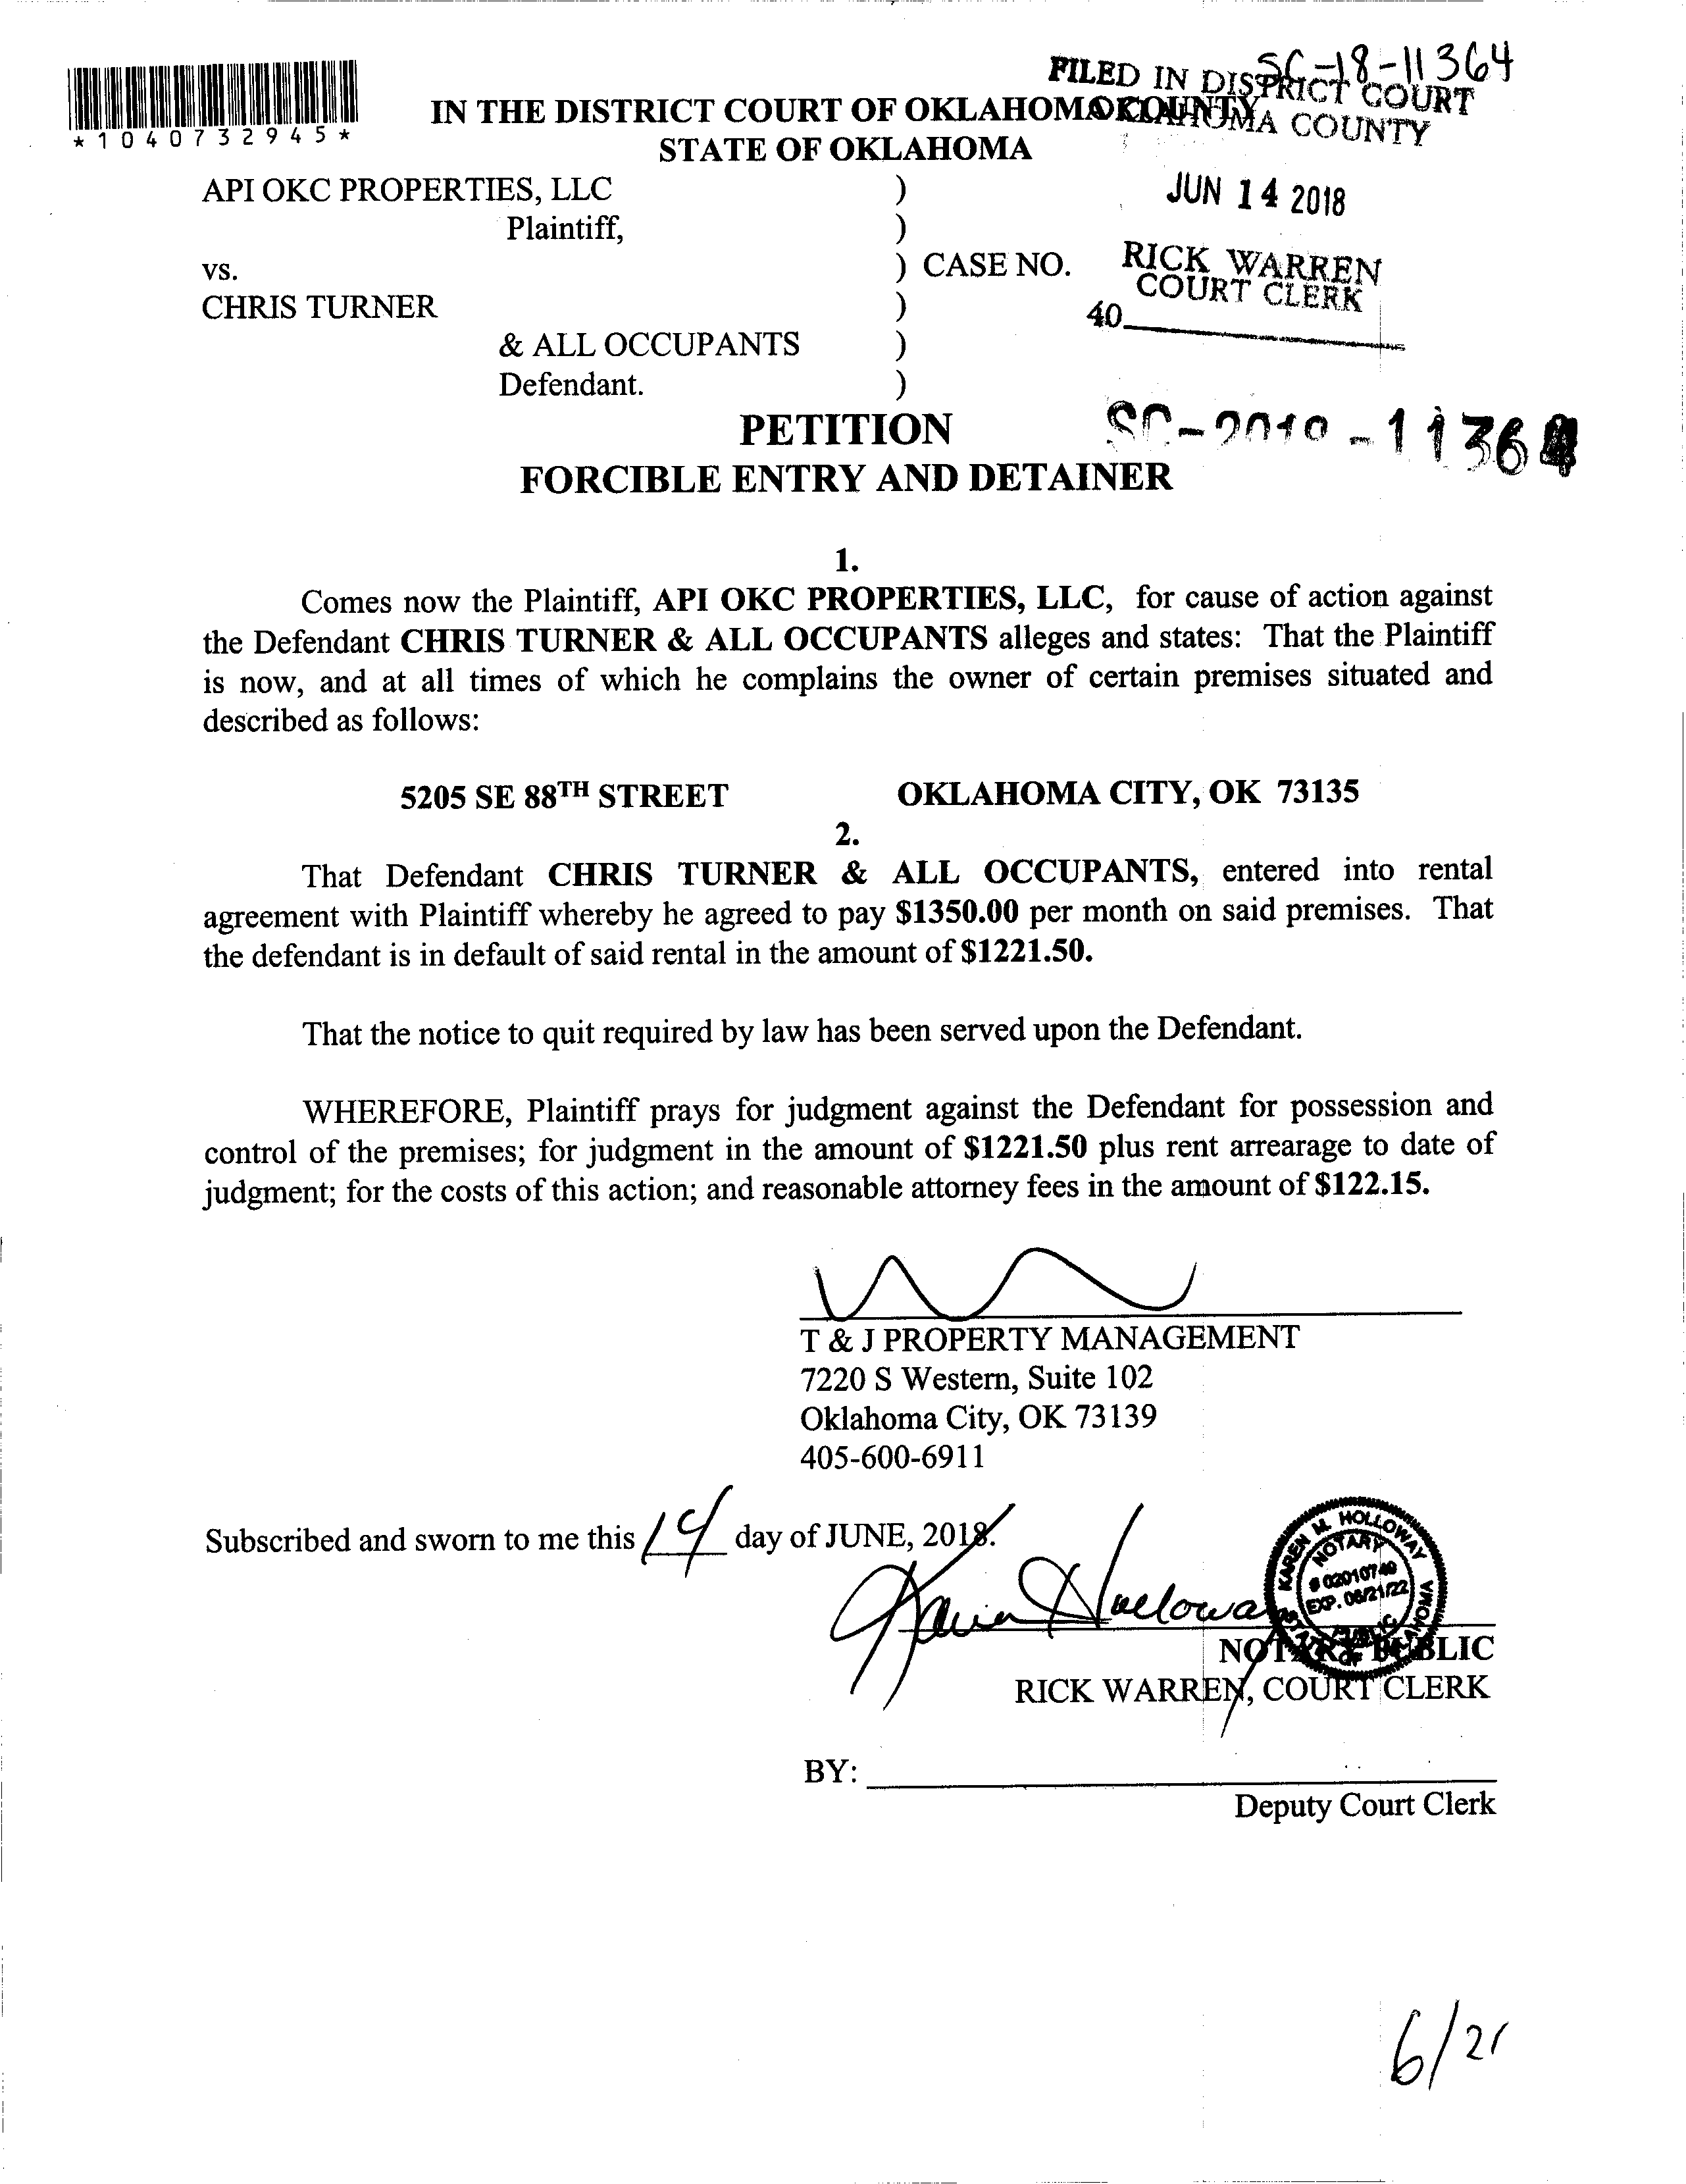 SC-18-11364
FILED IN DISTRICT COURT
OKLAHOMA COUNTY
*1040732945*
IN THE DISTRICT COURT OF OKLAHOMA COUNTY
STATE OF OKLAHOMA
JUN 14 2018
API OKC PROPERTIES, LLC )
Plaintiff, )
vs. ) CASE NO.
RICK WARREN
COURT CLERK
CHRIS TURNER )
40
& ALL OCCUPANTS )
Defendant. )
PETITION
SC-2018-11364
FORCIBLE ENTRY AND DETAINER
1.
Comes now the Plaintiff, API OKC PROPERTIES, LLC, for cause of action against
the Defendant CHRIS TURNER & ALL OCCUPANTS alleges and states: That the Plaintiff
is now, and at all times of which he complains the owner of certain premises situated and
described as follows:
5205 SE 88TH STREET OKLAHOMA CITY, OK 73135
2.
That Defendant CHRIS TURNER & ALL OCCUPANTS, entered into rental
agreement with Plaintiff whereby he agreed to pay $1350.00 per month on said premises. That
the defendant is in default of said rental in the amount of $1221.50.
That the notice to quit required by law has been served upon the Defendant.
WHEREFORE, Plaintiff prays for judgment against the Defendant for possession and
control of the premises; for judgment in the amount of $1221.50 plus rent arrearage to date of
judgment; for the costs of this action; and reasonable attorney fees in the amount of $122.15.
T & J PROPERTY MANAGEMENT
7220 S Western, Suite 102
Oklahoma City, OK 73139
405-600-6911
Subscribed and sworn to me this 14 day of JUNE, 2018.
Karen Holloway
KAREN M. HOLLOWAY
NOTARY
# 02010749
EXP. 06/21/22
PUBLIC
STATE OF OKLAHOMA
NOTARY PUBLIC
RICK WARREN, COURT CLERK
BY:
Deputy Court Clerk
6/21